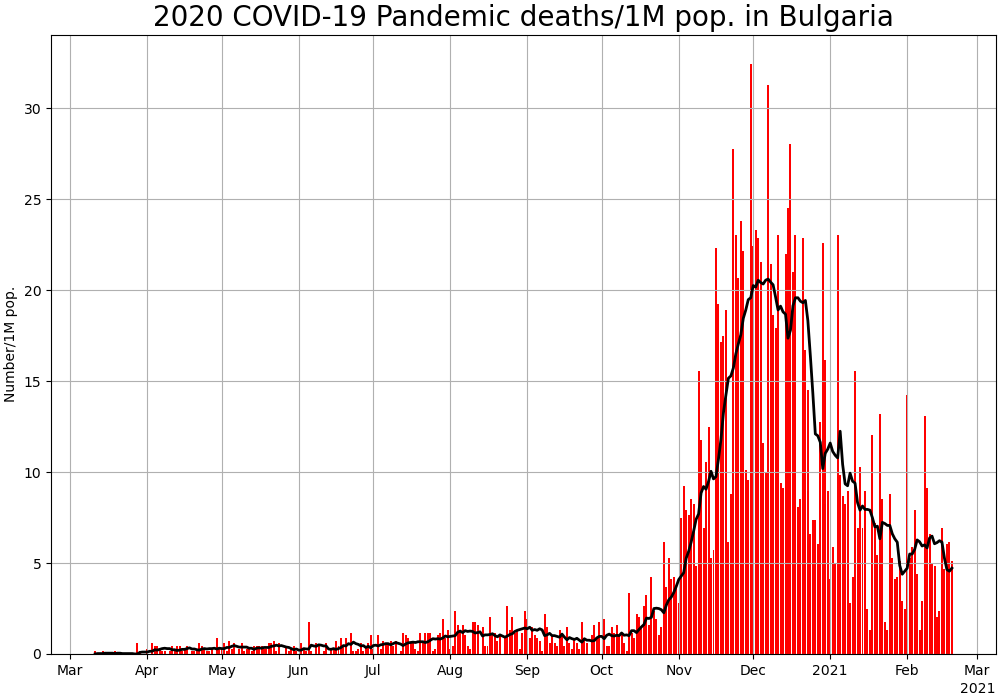 2020 COVID-19 Pandemic deaths/1M pop. in Bulgaria
Number/1M pop.
30
25
20
15
10
5
0
Mar Apr May Jun Jul Aug Sep Oct Nov Dec 2021 Feb Mar
2021